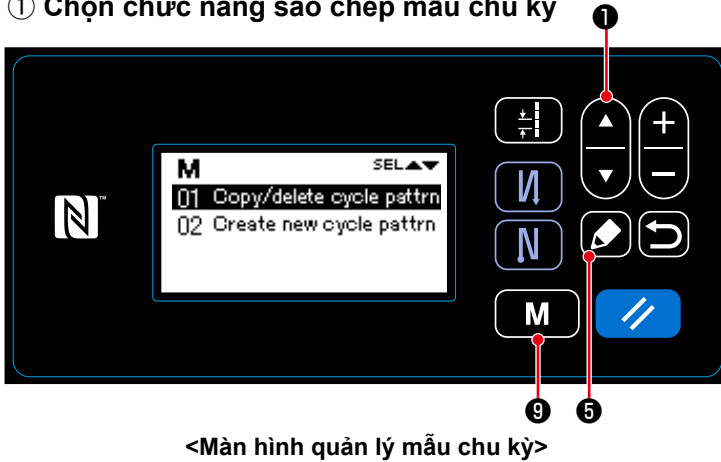 ① Chọn chức năng sao chép mẫu chu kỳ
❶
M SEL▲▼
01 Copy/delete cycle pattrn
02 Create new cycle pattrn
N™
+
−
M
❾ ❺
<Màn hình quản lý mẫu chu kỳ>